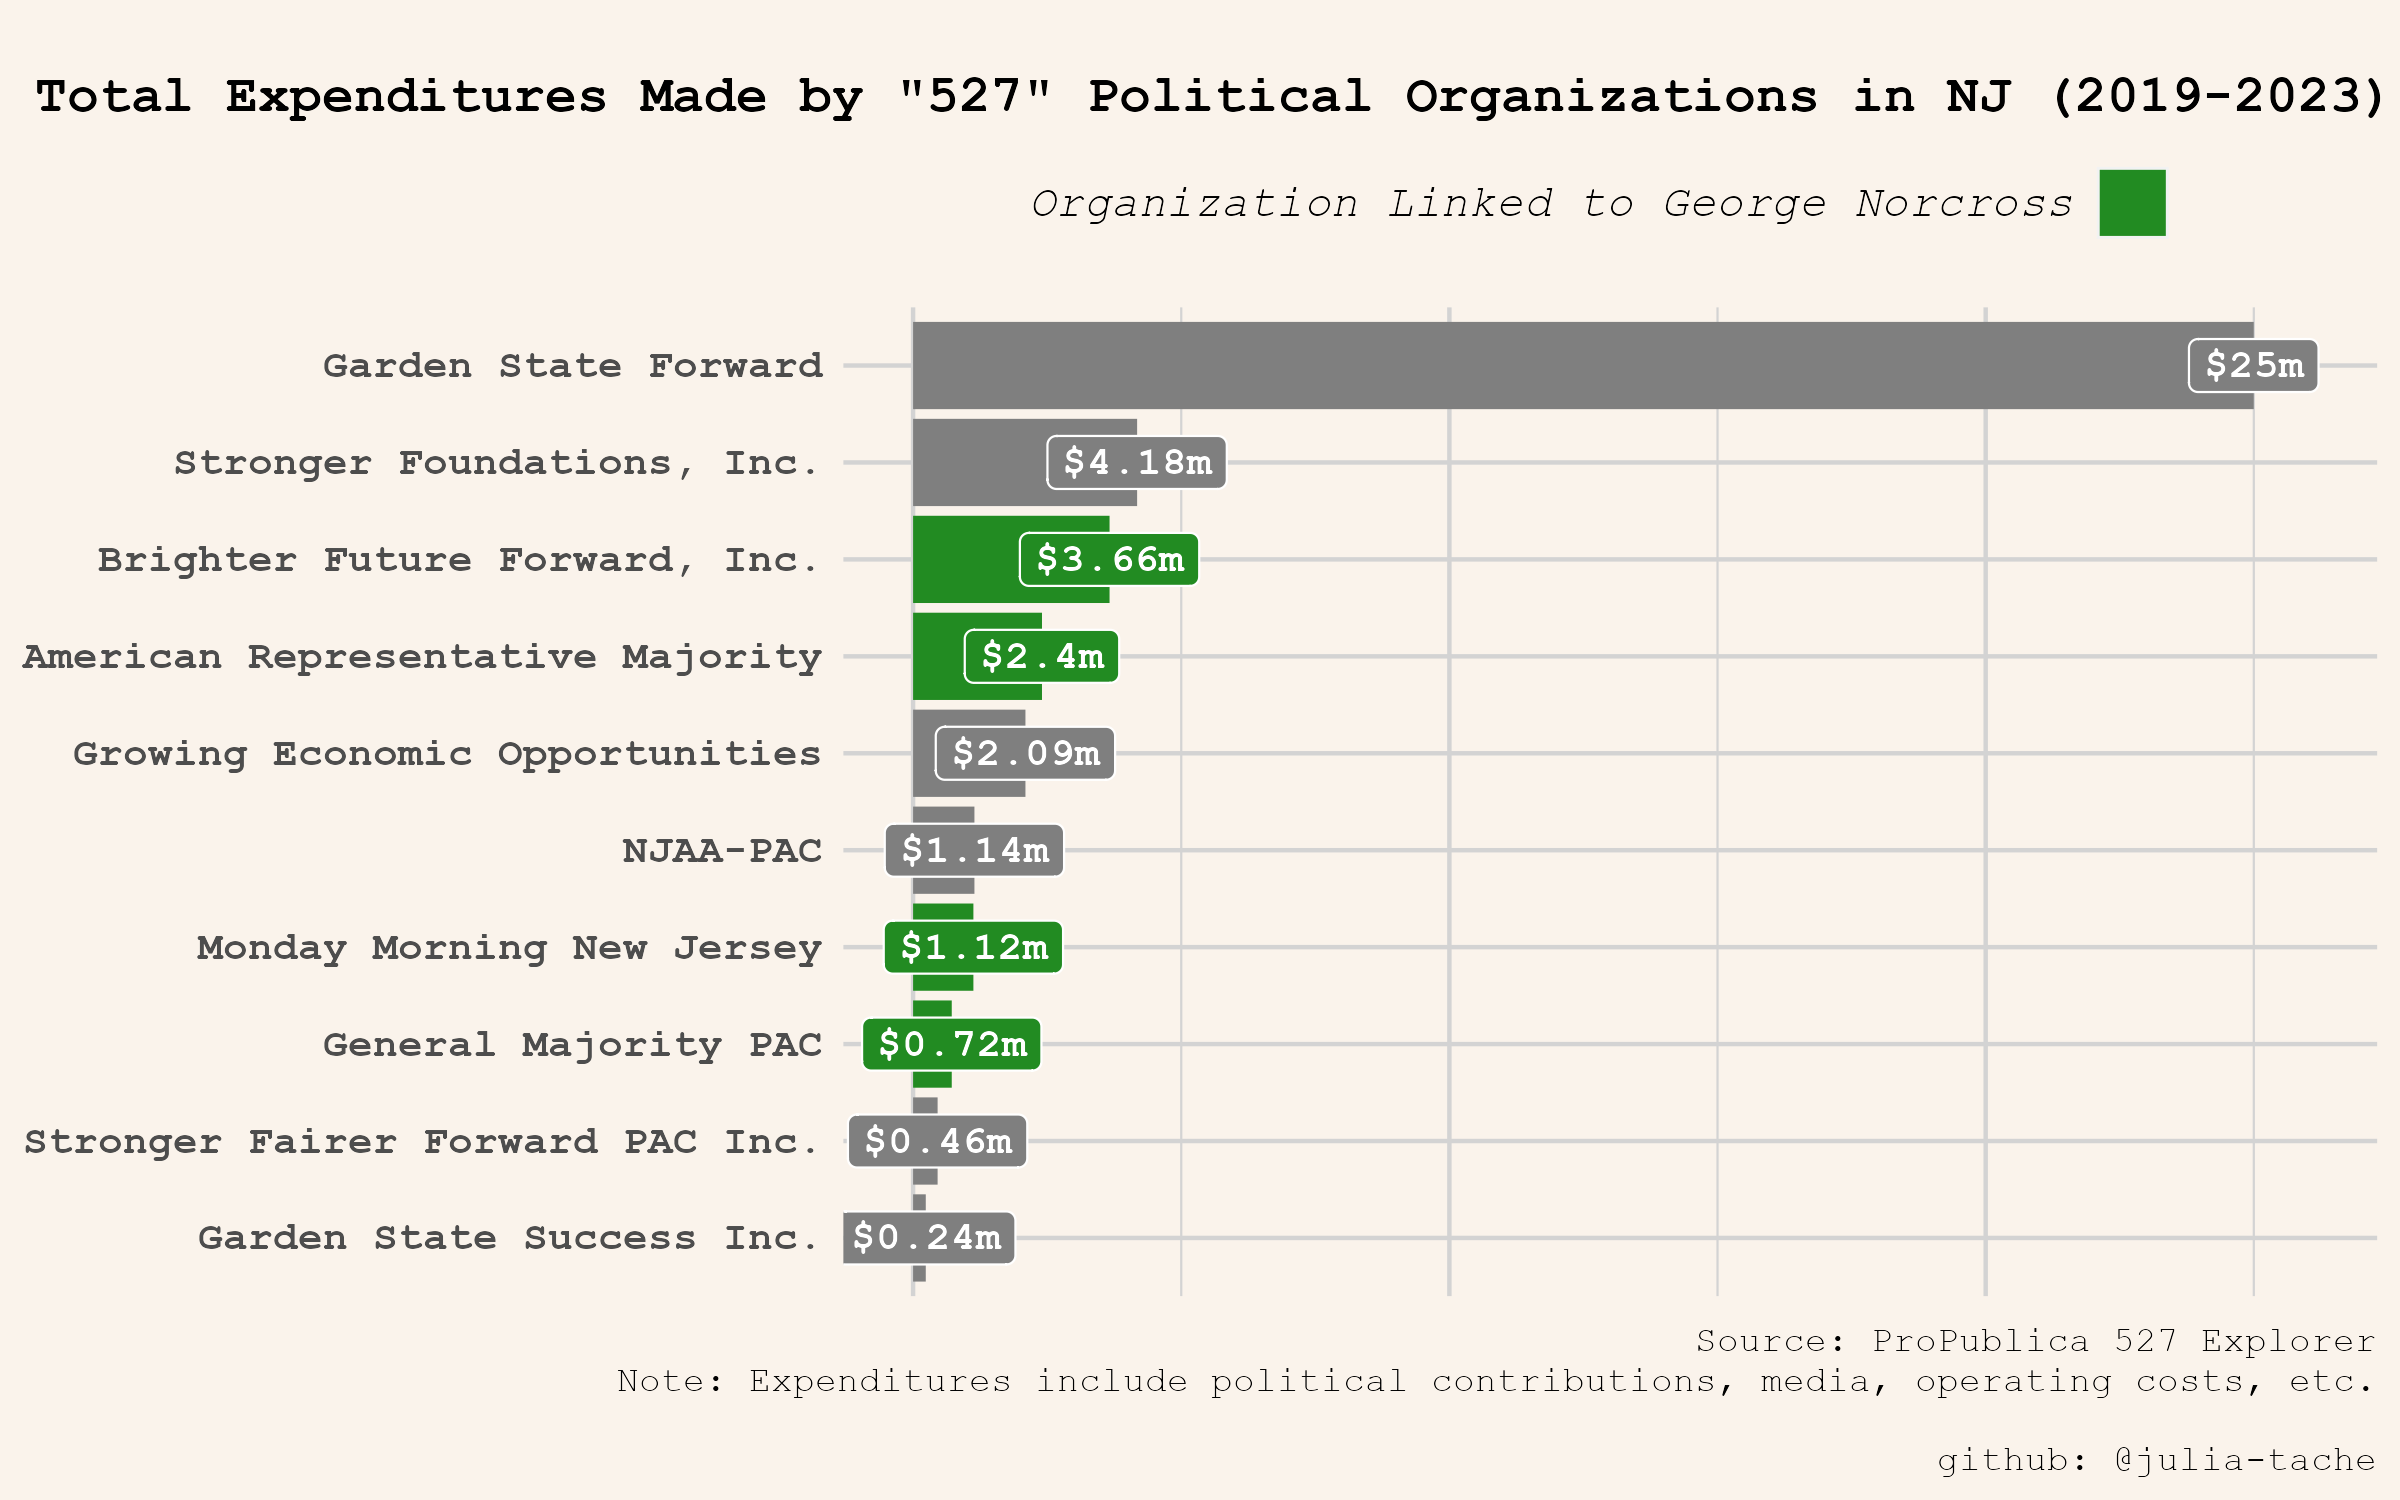 Total Expenditures Made by "527" Political Organizations in NJ (2019-2023)
Organization Linked to George Norcross
Garden State Forward $25m
Stronger Foundations, Inc. $4.18m
Brighter Future Forward, Inc. $3.66m
American Representative Majority $2.4m
Growing Economic Opportunities $2.09m
NJAA-PAC $1.14m
Monday Morning New Jersey $1.12m
General Majority PAC $0.72m
Stronger Fairer Forward PAC Inc. $0.46m
Garden State Success Inc. $0.24m
Source: ProPublica 527 Explorer
Note: Expenditures include political contributions, media, operating costs, etc.
github: @julia-tache